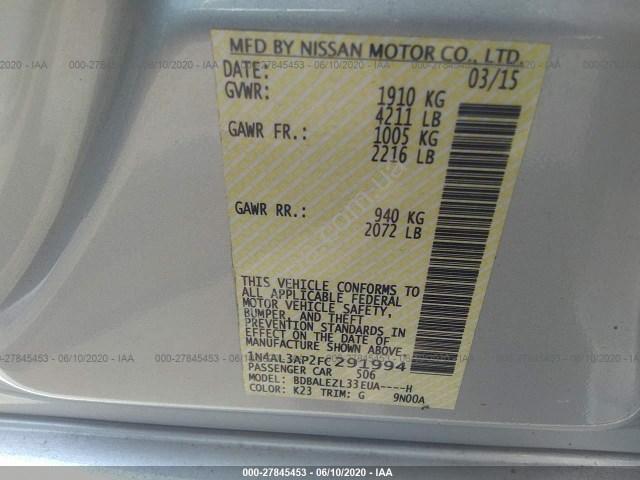 MFD BY NISSAN MOTOR CO., LTD.
DATE: 03/15
GVWR: 1910 KG
4211 LB
GAWR FR.: 1005 KG
2216 LB
GAWR RR.: 940 KG
2072 LB
THIS VEHICLE CONFORMS TO
ALL APPLICABLE FEDERAL
MOTOR VEHICLE SAFETY,
BUMPER, AND THEFT
PREVENTION STANDARDS IN
EFFECT ON THE DATE OF
MANUFACTURE SHOWN ABOVE.
1N4AL3AP2FC291994
PASSENGER CAR 506
MODEL: BDBALEZL33EUA----H
COLOR: K23 TRIM: G 9N00A
000-27845453 - 06/10/2020 - IAA